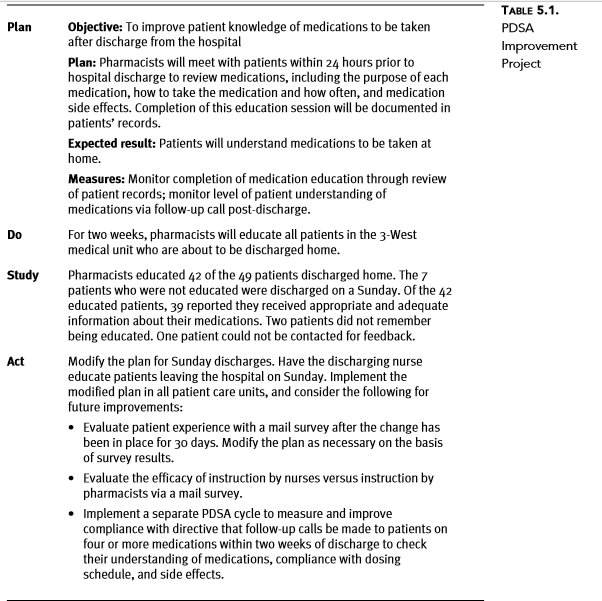 TABLE 5.1.
PDSA
Improvement
Project
Plan
Objective: To improve patient knowledge of medications to be taken
after discharge from the hospital
Plan: Pharmacists will meet with patients within 24 hours prior to
hospital discharge to review medications, including the purpose of each
medication, how to take the medication and how often, and medication
side effects. Completion of this education session will be documented in
patients' records.
Expected result: Patients will understand medications to be taken at
home.
Measures: Monitor completion of medication education through review
of patient records; monitor level of patient understanding of
medications via follow-up call post-discharge.
Do
For two weeks, pharmacists will educate all patients in the 3-West
medical unit who are about to be discharged home.
Study
Pharmacists educated 42 of the 49 patients discharged home. The 7
patients who were not educated were discharged on a Sunday. Of the 42
educated patients, 39 reported they received appropriate and adequate
information about their medications. Two patients did not remember
being educated. One patient could not be contacted for feedback.
Act
Modify the plan for Sunday discharges. Have the discharging nurse
educate patients leaving the hospital on Sunday. Implement the
modified plan in all patient care units, and consider the following for
future improvements:
• Evaluate patient experience with a mail survey after the change has
been in place for 30 days. Modify the plan as necessary on the basis
of survey results.
• Evaluate the efficacy of instruction by nurses versus instruction by
pharmacists via a mail survey.
• Implement a separate PDSA cycle to measure and improve
compliance with directive that follow-up calls be made to patients on
four or more medications within two weeks of discharge to check
their understanding of medications, compliance with dosing
schedule, and side effects.